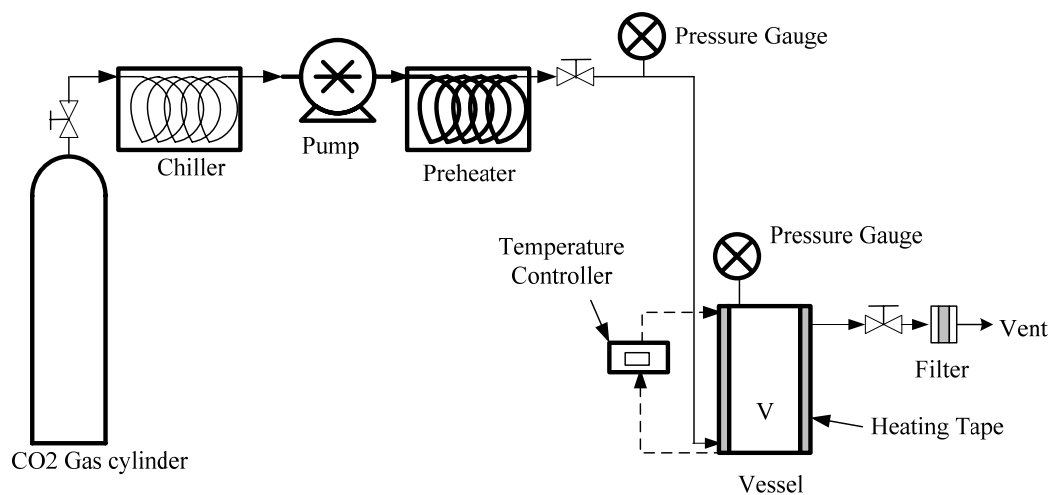 Pressure Gauge
Pump
Chiller
Preheater
Temperature
Controller
Pressure Gauge
Vent
Filter
V
Heating Tape
CO2 Gas cylinder
Vessel